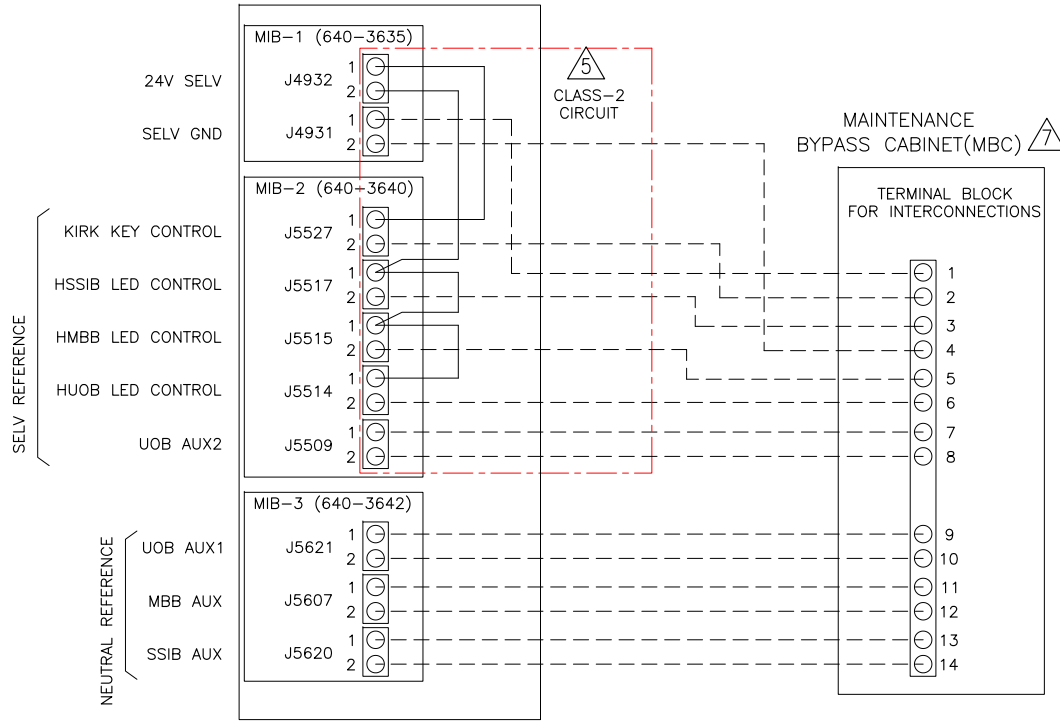 MIB-1 (640-3635)
24V SELV
J4932
1
2
SELV GND
J4931
1
2
5
CLASS-2
CIRCUIT
MAINTENANCE
BYPASS CABINET(MBC)
7
TERMINAL BLOCK
FOR INTERCONNECTIONS
MIB-2 (640-3640)
SELV REFERENCE
KIRK KEY CONTROL
J5527
1
2
HSSIB LED CONTROL
J5517
1
2
HMBB LED CONTROL
J5515
1
2
HUOB LED CONTROL
J5514
1
2
UOB AUX2
J5509
1
2
MIB-3 (640-3642)
NEUTRAL REFERENCE
UOB AUX1
J5621
1
2
MBB AUX
J5607
1
2
SSIB AUX
J5620
1
2
1
2
3
4
5
6
7
8
9
10
11
12
13
14